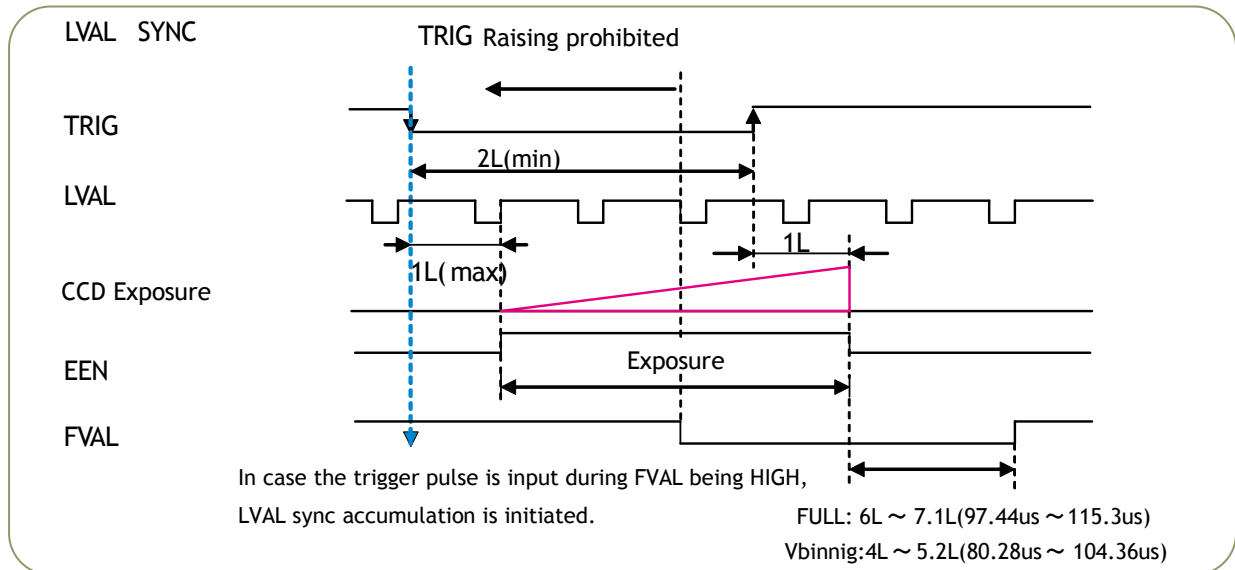 LVAL SYNC
TRIG Raising prohibited
TRIG
2L(min)
LVAL
1L(max)
1L
CCD Exposure
EEN
Exposure
FVAL
In case the trigger pulse is input during FVAL being HIGH,
LVAL sync accumulation is initiated.
FULL: 6L ～ 7.1L(97.44us ～ 115.3us)
Vbinnig:4L ～ 5.2L(80.28us ～ 104.36us)